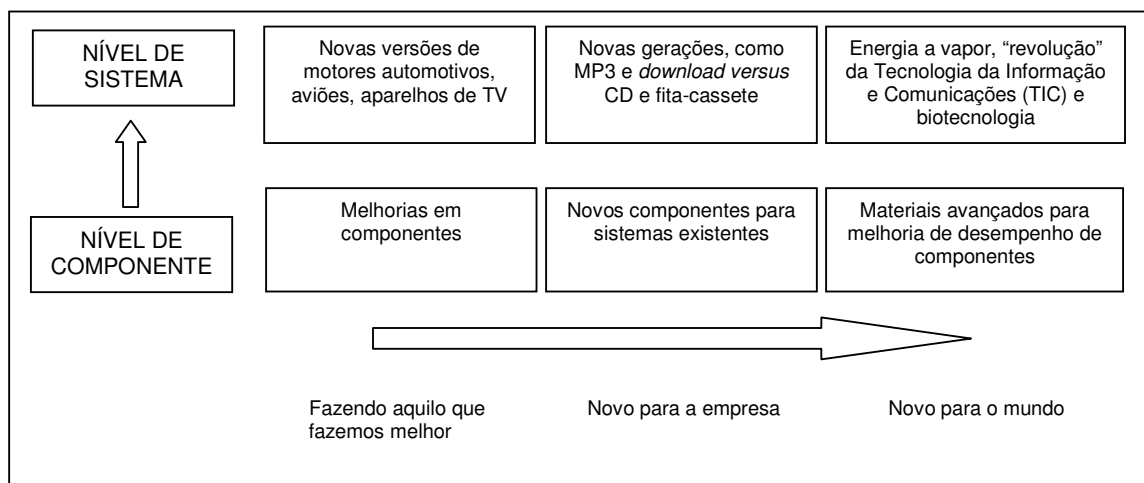 NÍVEL DE
SISTEMA
Novas versões de
motores automotivos,
aviões, aparelhos de TV
Novas gerações, como
MP3 e download versus
CD e fita-cassete
Energia a vapor, “revolução”
da Tecnologia da Informação
e Comunicações (TIC) e
biotecnologia
NÍVEL DE
COMPONENTE
Melhorias em
componentes
Novos componentes para
sistemas existentes
Materiais avançados para
melhoria de desempenho de
componentes
Fazendo aquilo que
fazemos melhor
Novo para a empresa
Novo para o mundo